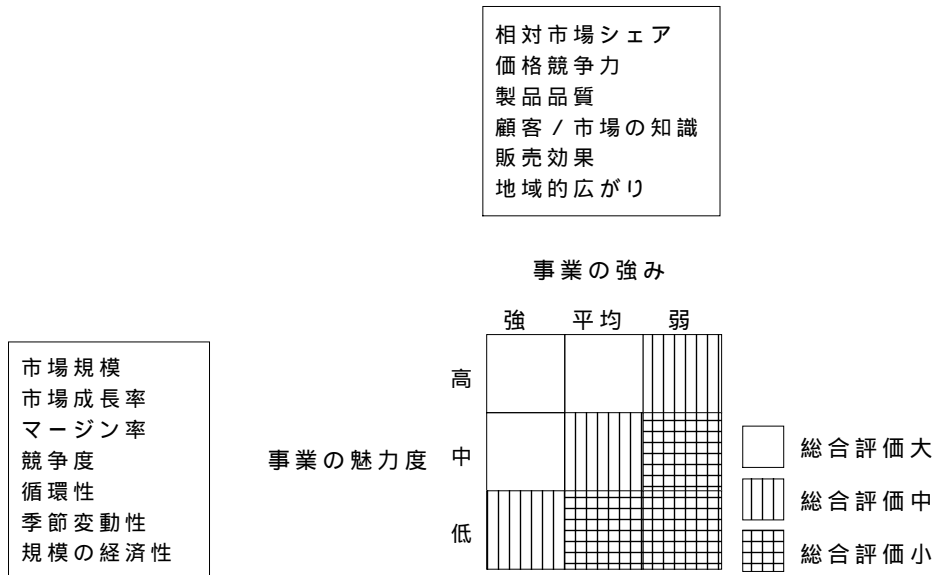 相対市場シェア
価格競争力
製品品質
顧客/市場の知識
販売効果
地域的広がり
事業の強み
強 平均 弱
市場規模
市場成長率
マージン率
競争度
循環性
季節変動性
規模の経済性
事業の魅力度
高
中
低
総合評価大
総合評価中
総合評価小